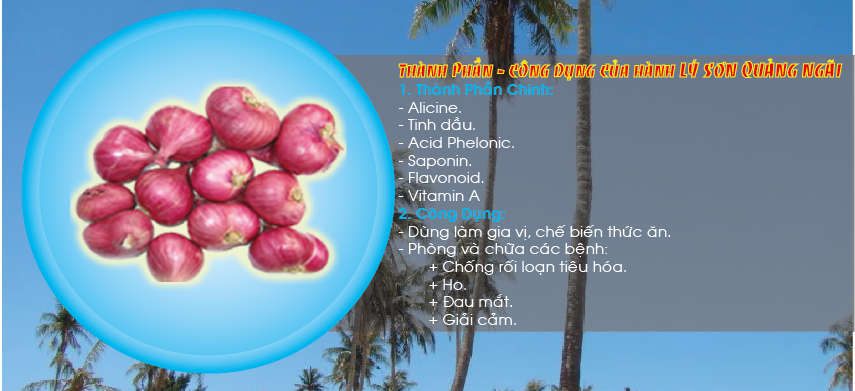 Thành Phần - công dụng của hành LÝ SƠN QUẢNG NGÃI
1. Thành Phần Chính:
- Alicine.
- Tinh dầu.
- Acid Phelonic.
- Saponin.
- Flavonoid.
- Vitamin A
2. Công Dụng:
- Dùng làm gia vị, chế biến thức ăn.
- Phòng và chữa các bệnh:
+ Chống rối loạn tiêu hóa.
+ Ho.
+ Đau mắt.
+ Giải cảm.